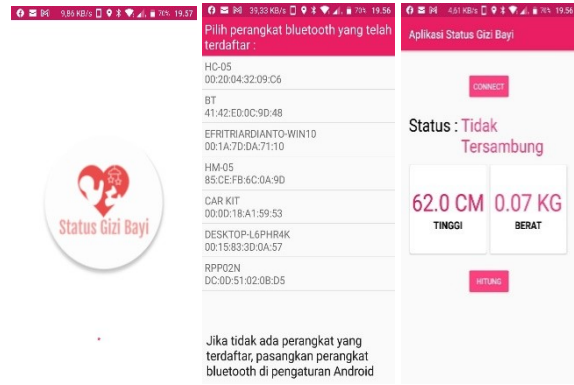 9,86 KB/s 70% 19.57
Status Gizi Bayi
39,33 KB/s 70% 19.56
Pilih perangkat bluetooth yang telah
terdaftar :
HC-05
00:20:04:32:09:C6
BT
41:42:E0:0C:9D:48
EFRITRIARDIANTO-WIN10
00:1A:7D:DA:71:10
HM-05
85:CE:FB:6C:0A:9D
CAR KIT
00:0D:18:A1:59:53
DESKTOP-L6PHR4K
00:15:83:3D:0A:57
RPP02N
DC:0D:51:02:0B:D5
Jika tidak ada perangkat yang
terdaftar, pasangkan perangkat
bluetooth di pengaturan Android
4,61 KB/s 70% 19.56
Aplikasi Status Gizi Bayi
CONNECT
Status : Tidak
Tersambung
62.0 CM 0.07 KG
TINGGI BERAT
HITUNG